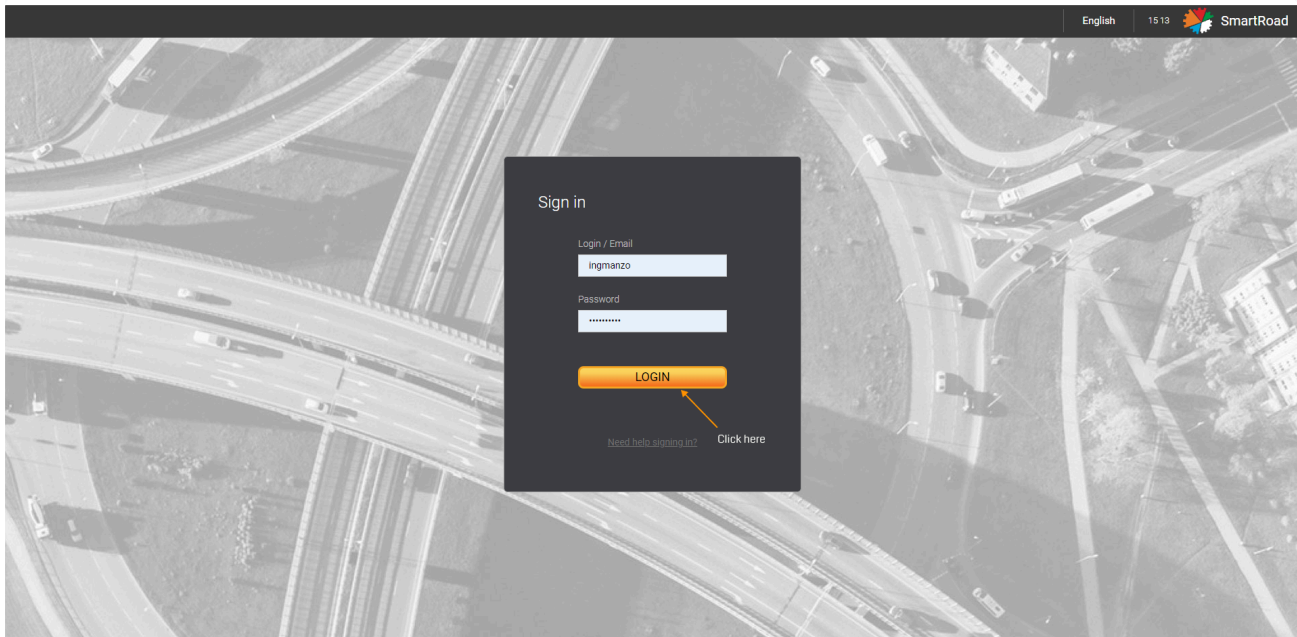 English
15 13
SmartRoad
Sign in
Login / Email
ingmanzo
Password
••••••••••
LOGIN
Need help signing in?
Click here